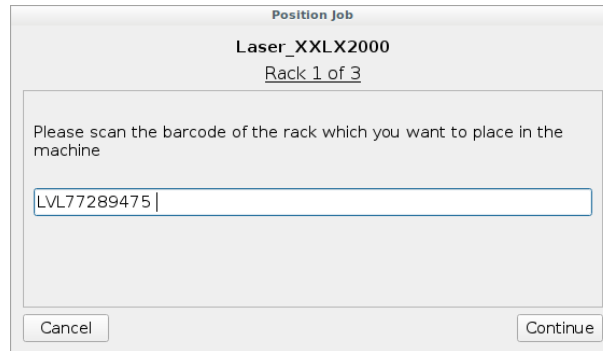 Position Job
Laser_XXLX2000
Rack 1 of 3
Please scan the barcode of the rack which you want to place in the
machine
LVL77289475
Cancel
Continue